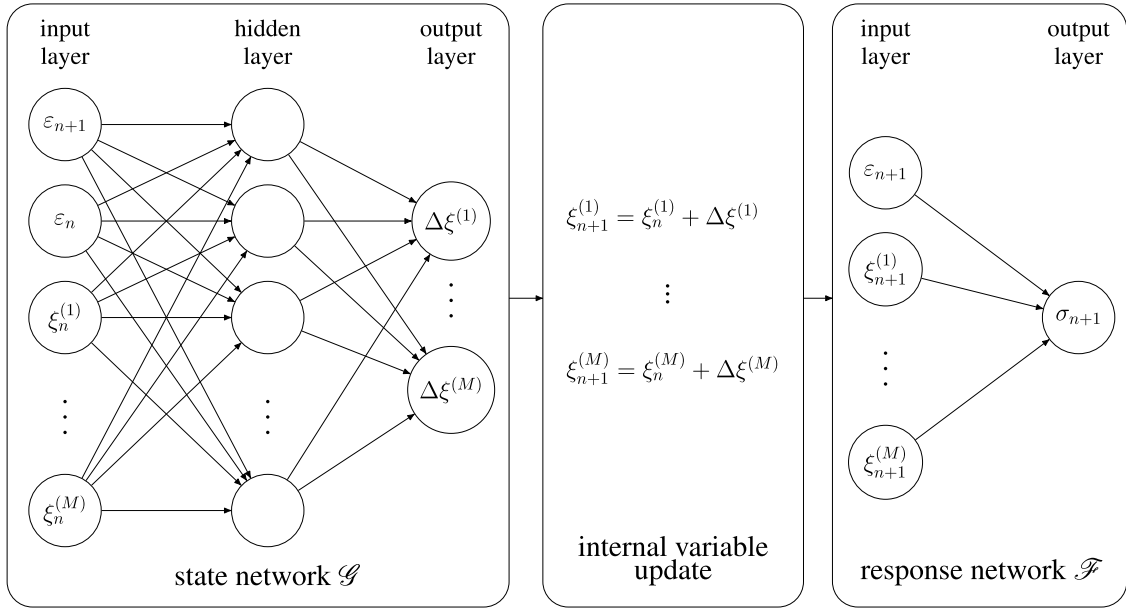 input
layer
hidden
layer
output
layer
ε_{n+1}
ε_n
ξ_n^{(1)}
⋮
ξ_n^{(M)}
⋮
Δξ^{(1)}
⋮
Δξ^{(M)}
state network 𝒢
ξ_{n+1}^{(1)} = ξ_n^{(1)} + Δξ^{(1)}
⋮
ξ_{n+1}^{(M)} = ξ_n^{(M)} + Δξ^{(M)}
internal variable
update
input
layer
output
layer
ε_{n+1}
ξ_{n+1}^{(1)}
⋮
ξ_{n+1}^{(M)}
σ_{n+1}
response network ℱ